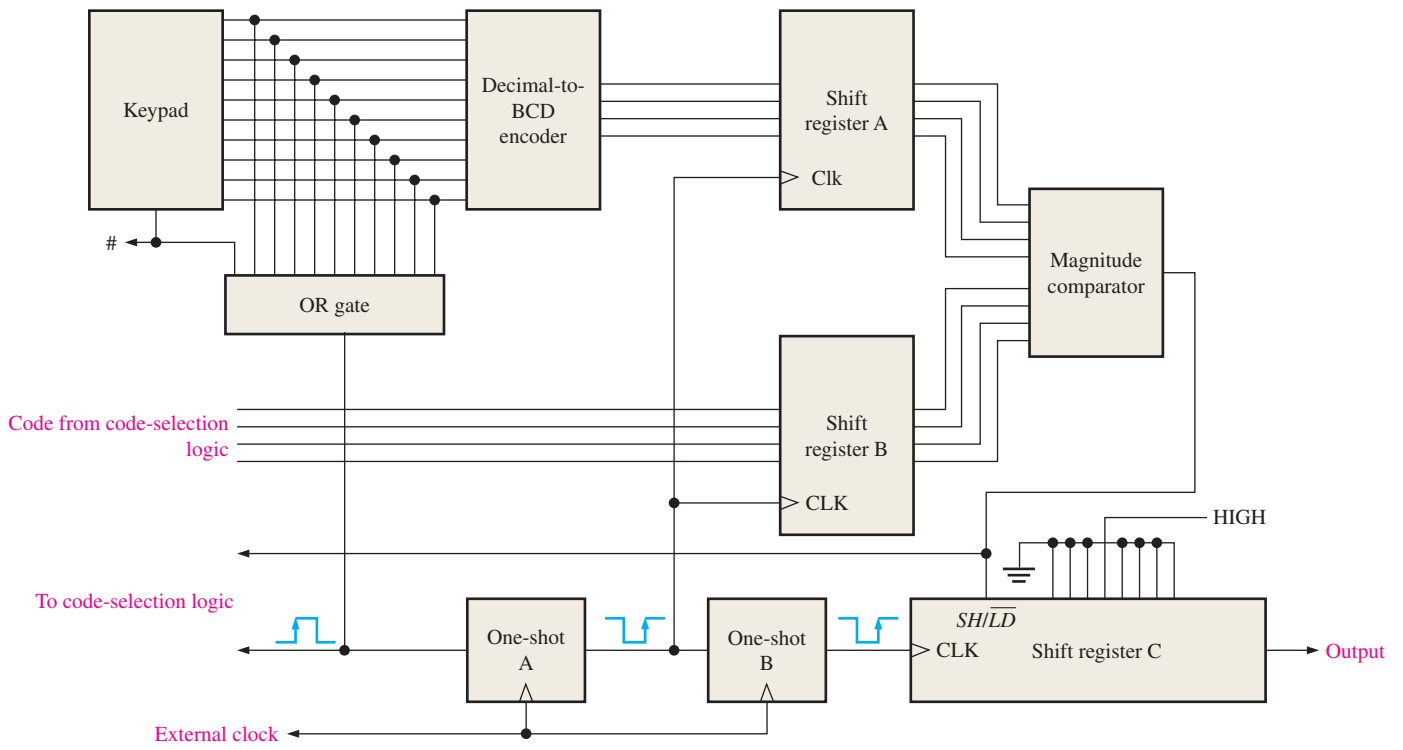 Keypad
Decimal-to-
BCD
encoder
Shift
register A
Clk
#
OR gate
Magnitude
comparator
Code from code-selection
logic
Shift
register B
CLK
HIGH
To code-selection logic
One-shot
A
One-shot
B
SH/L̅D̅
CLK
Shift register C
Output
External clock